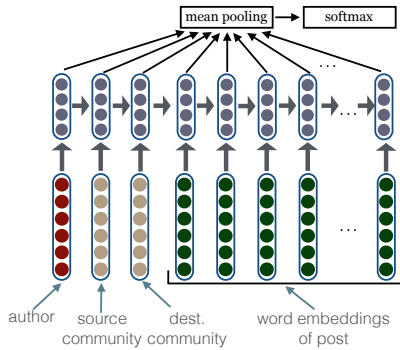 mean pooling
softmax
...
...
...
author
source
community
dest.
community
word embeddings
of post